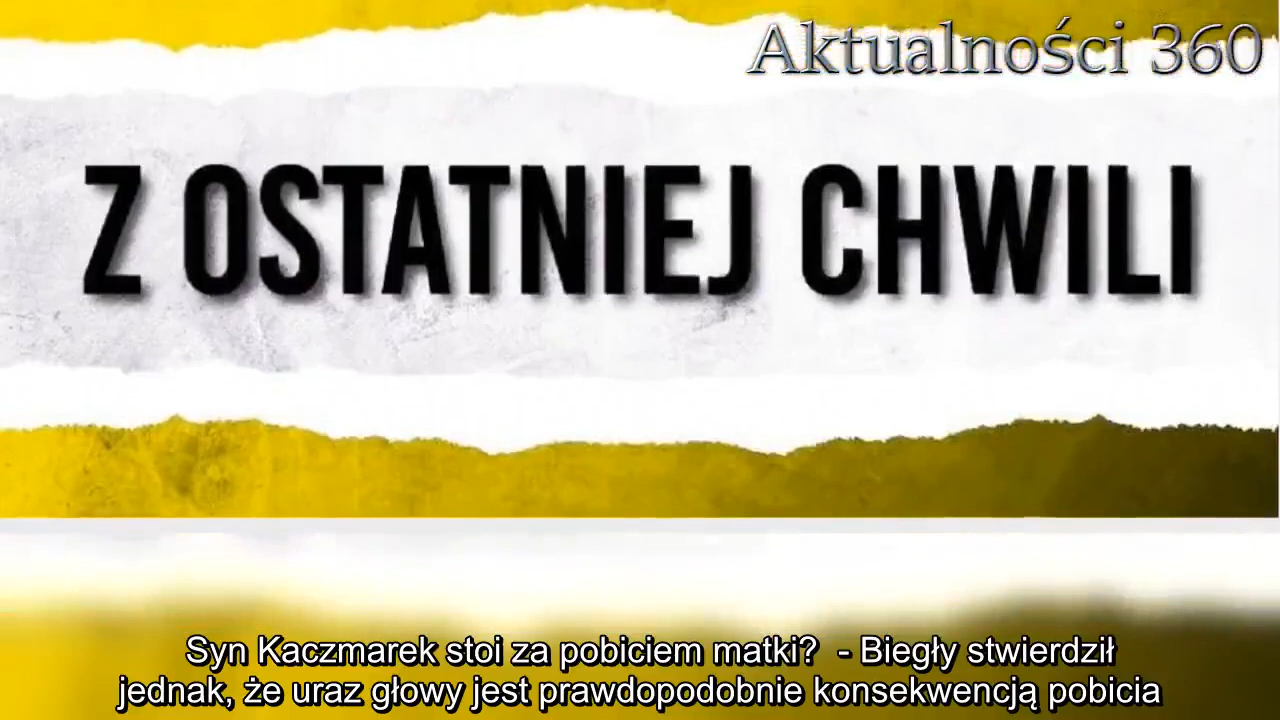 Aktualności 360
Z OSTATNIEJ CHWILI
Syn Kaczmarek stoi za pobiciem matki?  - Biegły stwierdził
jednak, że uraz głowy jest prawdopodobnie konsekwencją pobicia